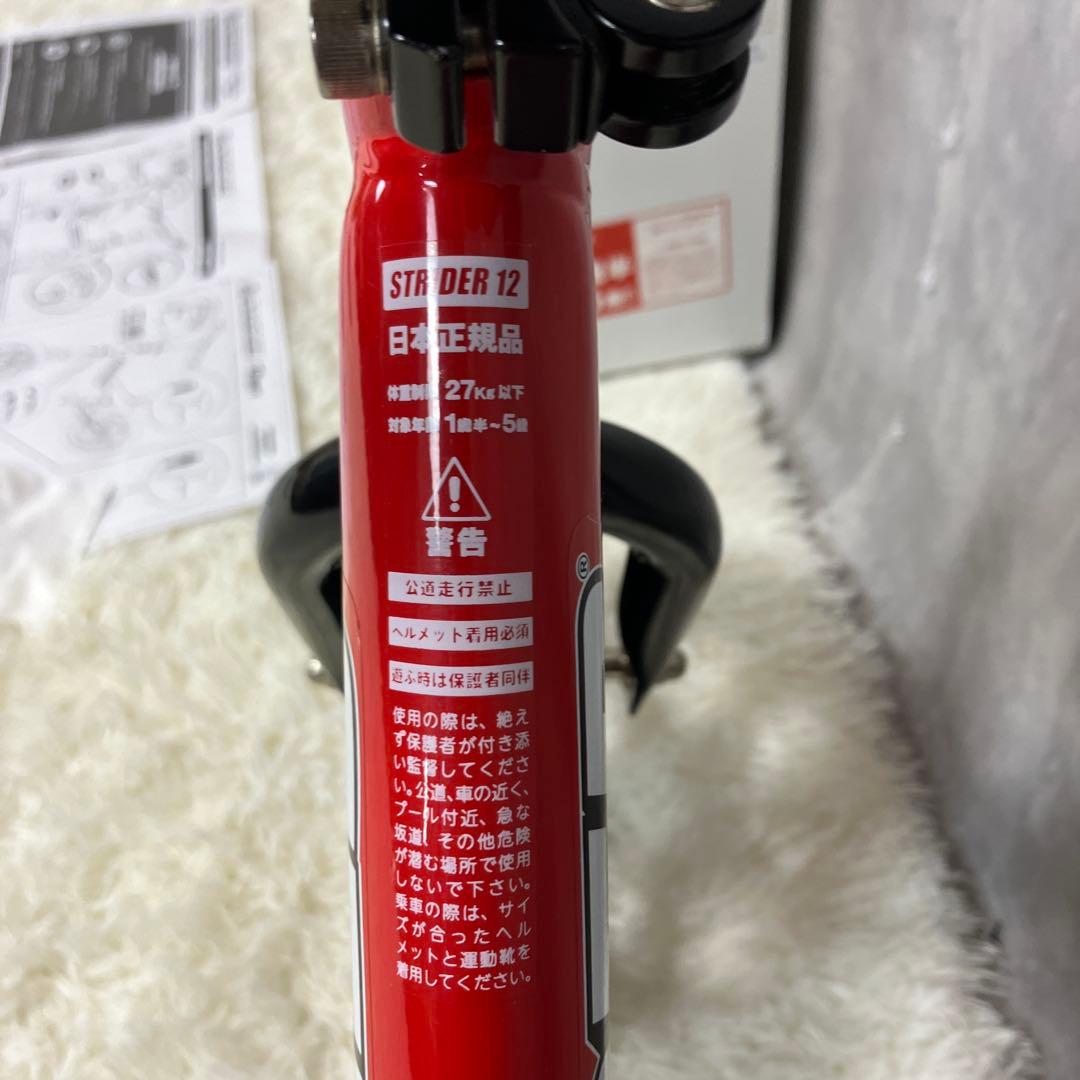 STRIDER 12
日本正規品
体重制限 27Kg 以下
対象年齢 1歳半~5歳
警告
公道走行禁止
ヘルメット着用必須
遊ぶ時は保護者同伴
使用の際は、絶え
ず保護者が付き添
い監督してくださ
い。公道、車の近く、
プール付近、急な
坂道、その他危険
が潜む場所で使用
しないで下さい。
乗車の際は、サイ
ズが合ったヘル
メットと運動靴を
着用してください。
®